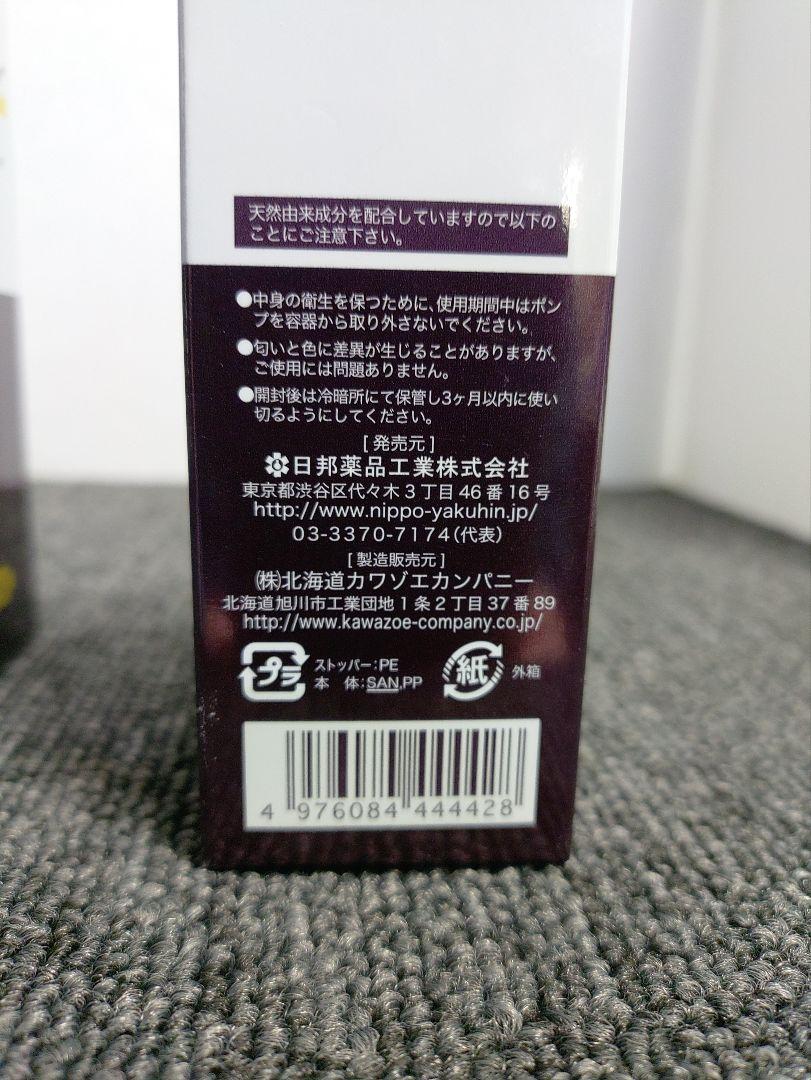 天然由来成分を配合していますので以下の
ことにご注意下さい。
●中身の衛生を保つために、使用期間中はポン
プを容器から取り外さないでください。
●匂いと色に差異が生じることがありますが、
ご使用には問題ありません。
●開封後は冷暗所にて保管し3ヶ月以内に使い
切るようにしてください。
[発売元]
日邦薬品工業株式会社
東京都渋谷区代々木3丁目46番16号
http://www.nippo-yakuhin.jp/
03-3370-7174(代表)
[製造販売元]
㈱北海道カワゾエカンパニー
北海道旭川市工業団地1条2丁目37番89
http://www.kawazoe-company.co.jp/
プラ ストッパー:PE 紙 外箱
本 体:SAN,PP
4 976084 444428